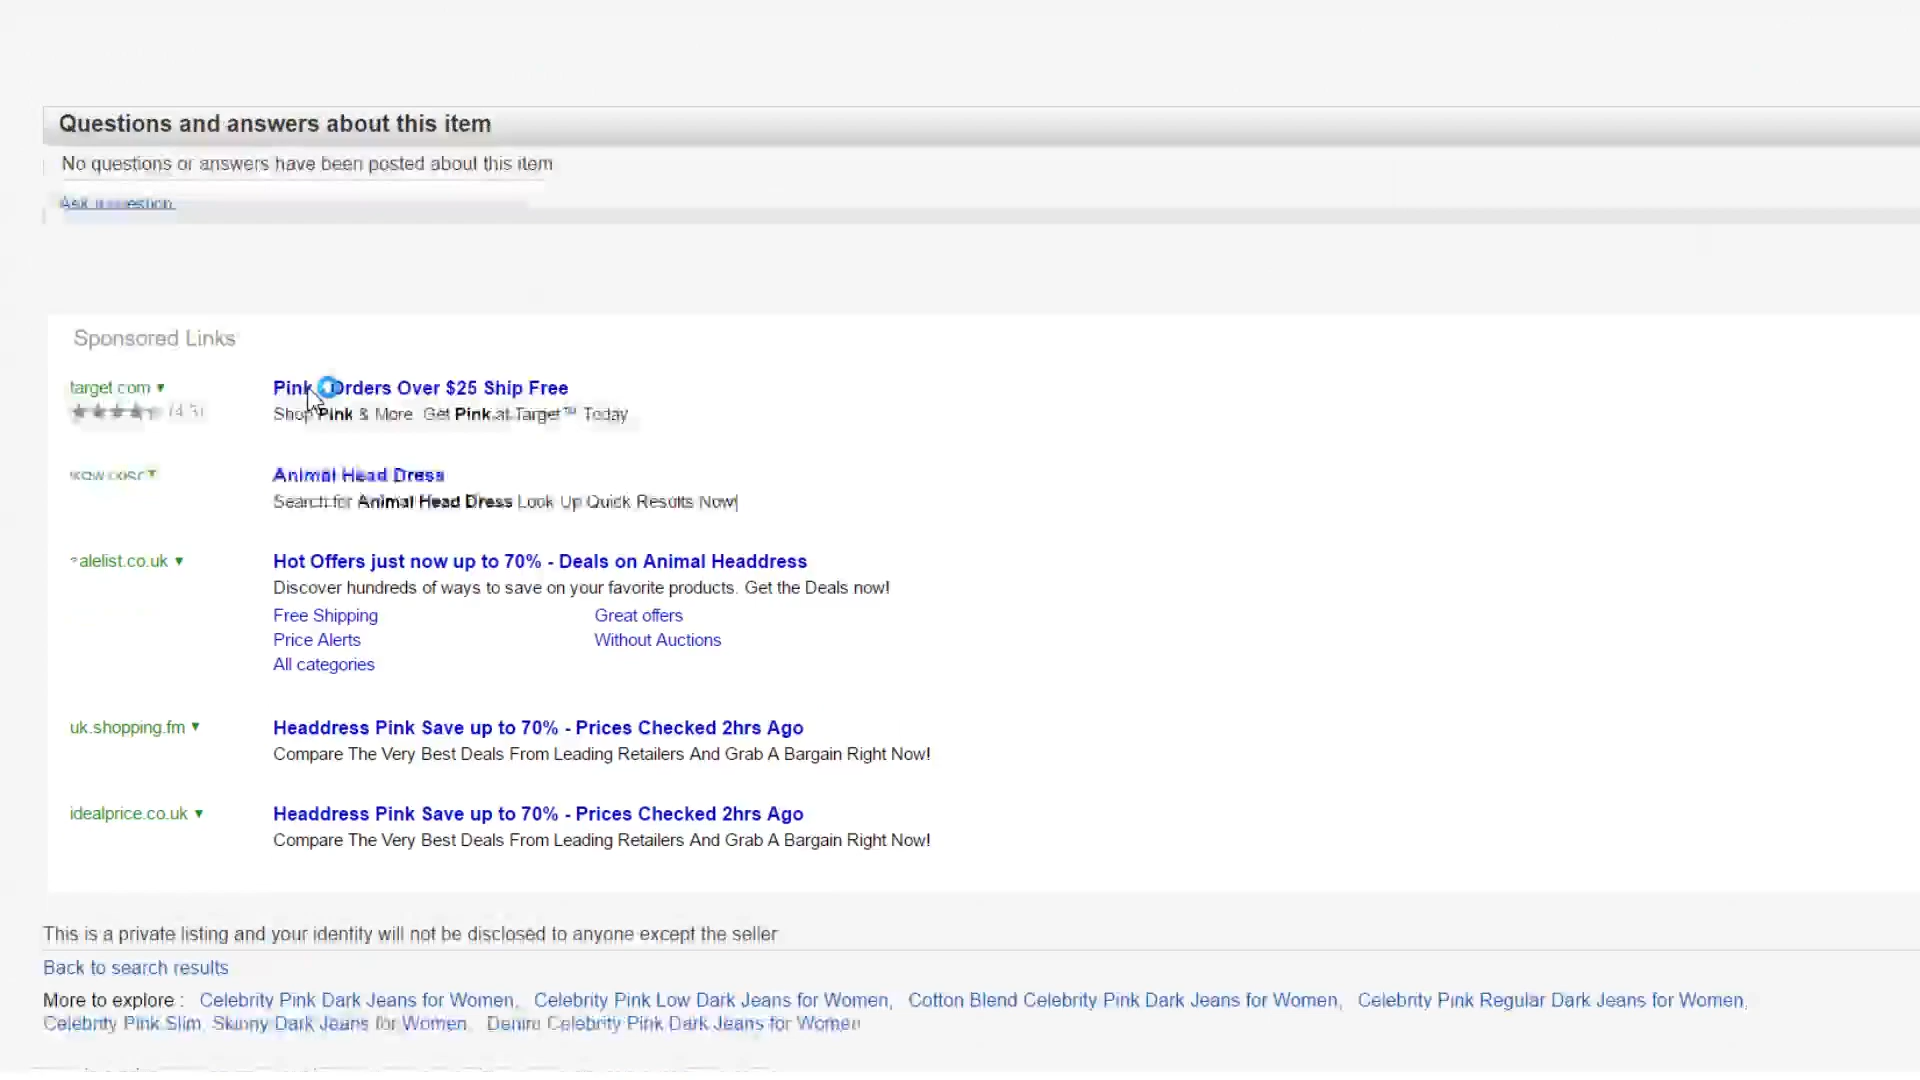 Questions and answers about this item
No questions or answers have been posted about this item
Ask a question
Sponsored Links
target.com ▼ Pink Orders Over $25 Ship Free
(4.5) Shop Pink & More. Get Pink at Target™ Today
Animal Head Dress
Search for Animal Head Dress Look Up Quick Results Now!
alelist.co.uk ▼ Hot Offers just now up to 70% - Deals on Animal Headdress
Discover hundreds of ways to save on your favorite products. Get the Deals now!
Free Shipping Great offers
Price Alerts Without Auctions
All categories
uk.shopping.fm ▼ Headdress Pink Save up to 70% - Prices Checked 2hrs Ago
Compare The Very Best Deals From Leading Retailers And Grab A Bargain Right Now!
idealprice.co.uk ▼ Headdress Pink Save up to 70% - Prices Checked 2hrs Ago
Compare The Very Best Deals From Leading Retailers And Grab A Bargain Right Now!
This is a private listing and your identity will not be disclosed to anyone except the seller
Back to search results
More to explore : Celebrity Pink Dark Jeans for Women, Celebrity Pink Low Dark Jeans for Women, Cotton Blend Celebrity Pink Dark Jeans for Women, Celebrity Pink Regular Dark Jeans for Women,
Celebrity Pink Slim, Skinny Dark Jeans for Women, Denim Celebrity Pink Dark Jeans for Women